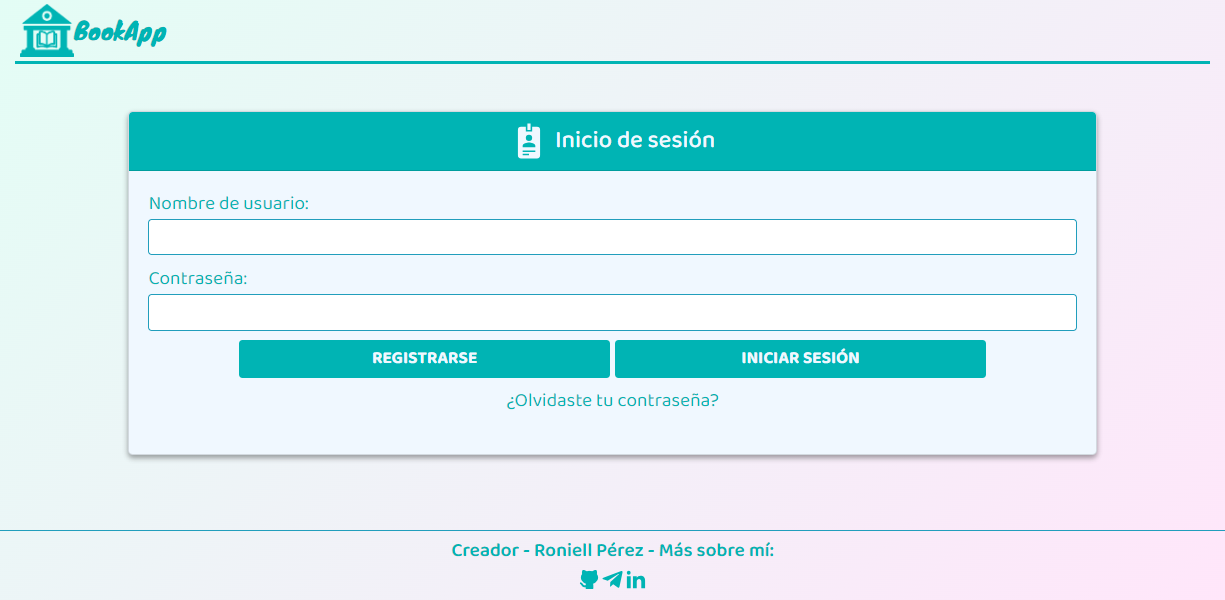 BookApp
Inicio de sesión
Nombre de usuario:
Contraseña:
REGISTRARSE
INICIAR SESIÓN
¿Olvidaste tu contraseña?
Creador - Roniell Pérez - Más sobre mí:
in